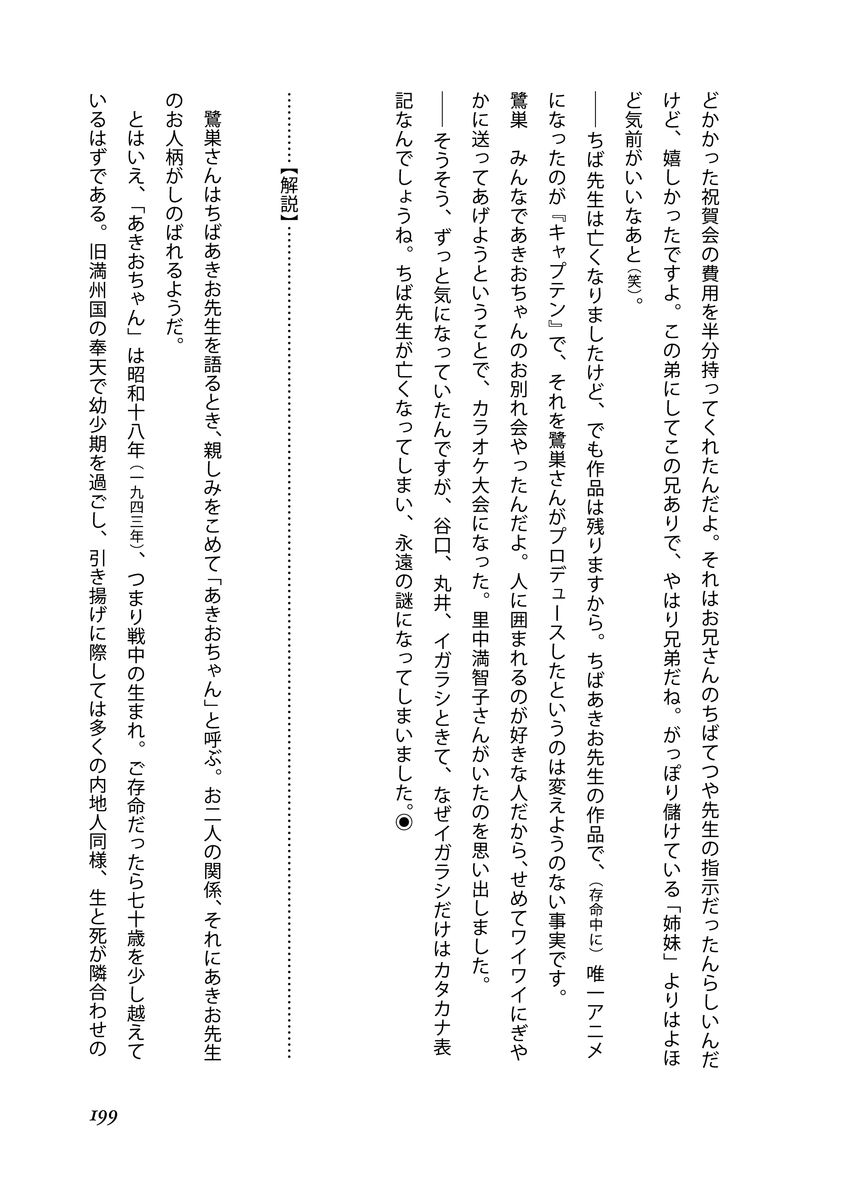 どかかった祝賀会の費用を半分持ってくれたんだよ。それはお兄さんのちばてつや先生の指示だったんらしいんだ
けど、嬉しかったですよ。この弟にしてこの兄ありで、やはり兄弟だね。がっぽり儲けている「姉妹」よりはよほ
ど気前がいいなあと（笑）。
――ちば先生は亡くなりましたけど、でも作品は残りますから。ちばあきお先生の作品で、（存命中に）唯一アニメ
になったのが『キャプテン』で、それを鷺巣さんがプロデュースしたというのは変えようのない事実です。
鷺巣　みんなであきおちゃんのお別れ会やったんだよ。人に囲まれるのが好きな人だから、せめてワイワイにぎや
かに送ってあげようということで、カラオケ大会になった。里中満智子さんがいたのを思い出しました。
――そうそう、ずっと気になっていたんですが、谷口、丸井、イガラシときて、なぜイガラシだけはカタカナ表
記なんでしょうね。ちば先生が亡くなってしまい、永遠の謎になってしまいました。◉
…………【解説】……………………………………………………………………
鷺巣さんはちばあきお先生を語るとき、親しみをこめて「あきおちゃん」と呼ぶ。お二人の関係、それにあきお先生
のお人柄がしのばれるようだ。
とはいえ、「あきおちゃん」は昭和十八年（一九四三年）、つまり戦中の生まれ。ご存命だったら七十歳を少し越えて
いるはずである。旧満州国の奉天で幼少期を過ごし、引き揚げに際しては多くの内地人同様、生と死が隣合わせの
199